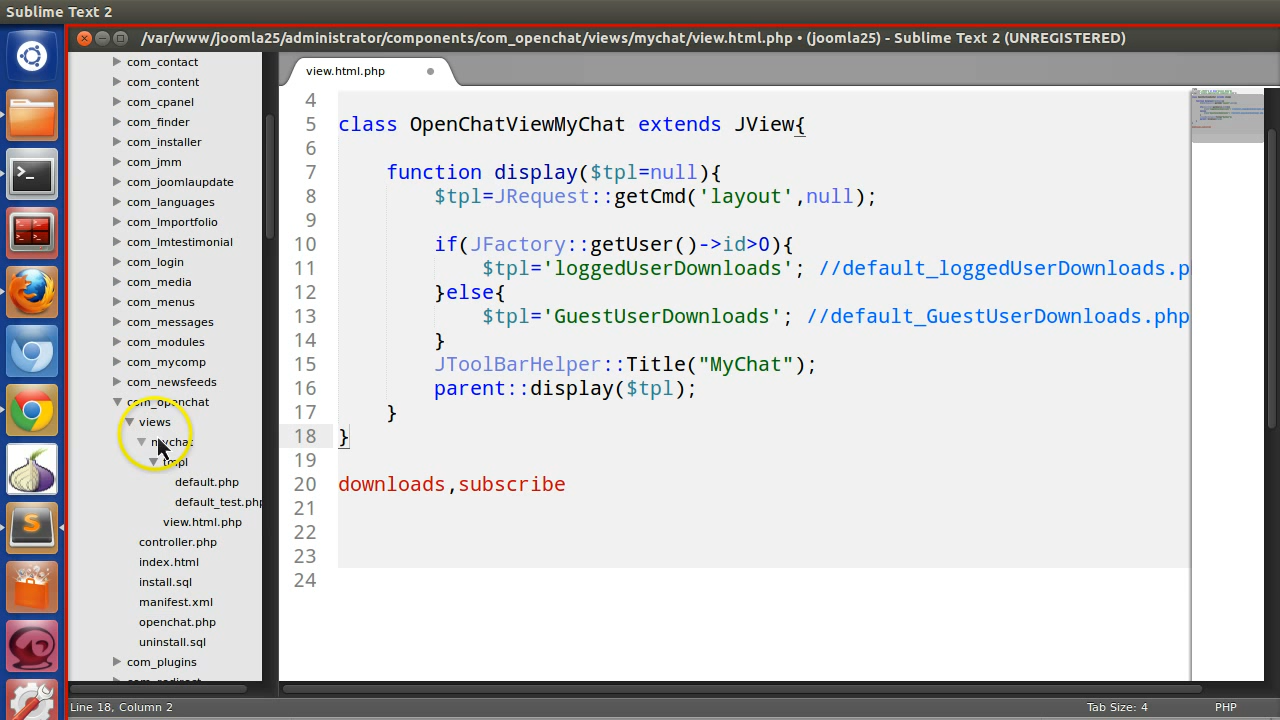 Sublime Text 2
/var/www/joomla25/administrator/components/com_openchat/views/mychat/view.html.php • (joomla25) - Sublime Text 2 (UNREGISTERED)
com_contact
com_content
com_cpanel
com_finder
com_installer
com_jmm
com_joomlaupdate
com_languages
com_lmportfolio
com_lmtestimonial
com_login
com_media
com_menus
com_messages
com_modules
com_mycomp
com_newsfeeds
com_openchat
views
mychat
tmpl
default.php
default_test.php
view.html.php
controller.php
index.html
install.sql
manifest.xml
openchat.php
uninstall.sql
com_plugins
com_redirect
view.html.php
4
5 class OpenChatViewMyChat extends JView{
6
7 function display($tpl=null){
8 $tpl=JRequest::getCmd('layout',null);
9
10 if(JFactory::getUser()->id>0){
11 $tpl='loggedUserDownloads'; //default_loggedUserDownloads.p
12 }else{
13 $tpl='GuestUserDownloads'; //default_GuestUserDownloads.php
14 }
15 JToolBarHelper::Title("MyChat");
16 parent::display($tpl);
17 }
18 }
19
20 downloads,subscribe
21
22
23
24
Line 18, Column 2
Tab Size: 4
PHP